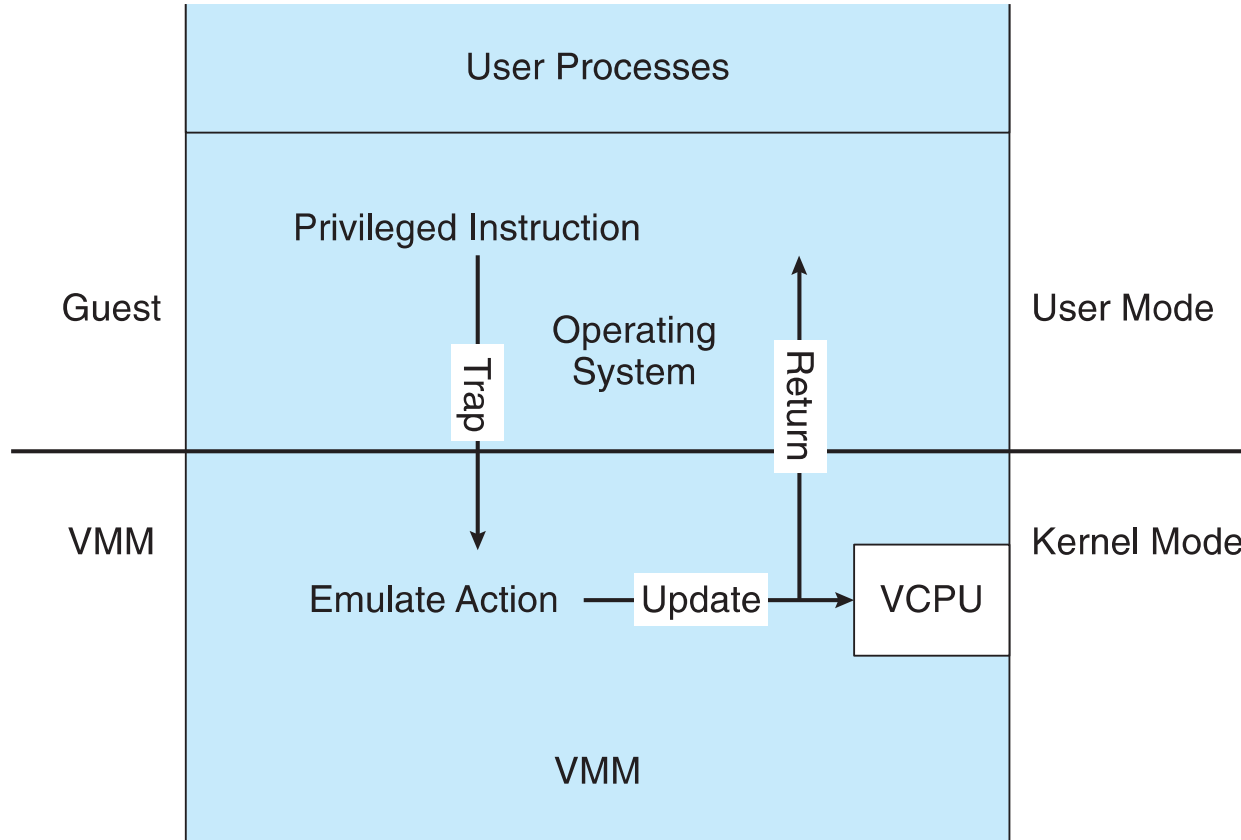 User Processes
Privileged Instruction
Guest
User Mode
Operating
System
Trap
Return
VMM
Kernel Mode
Emulate Action
Update
VCPU
VMM